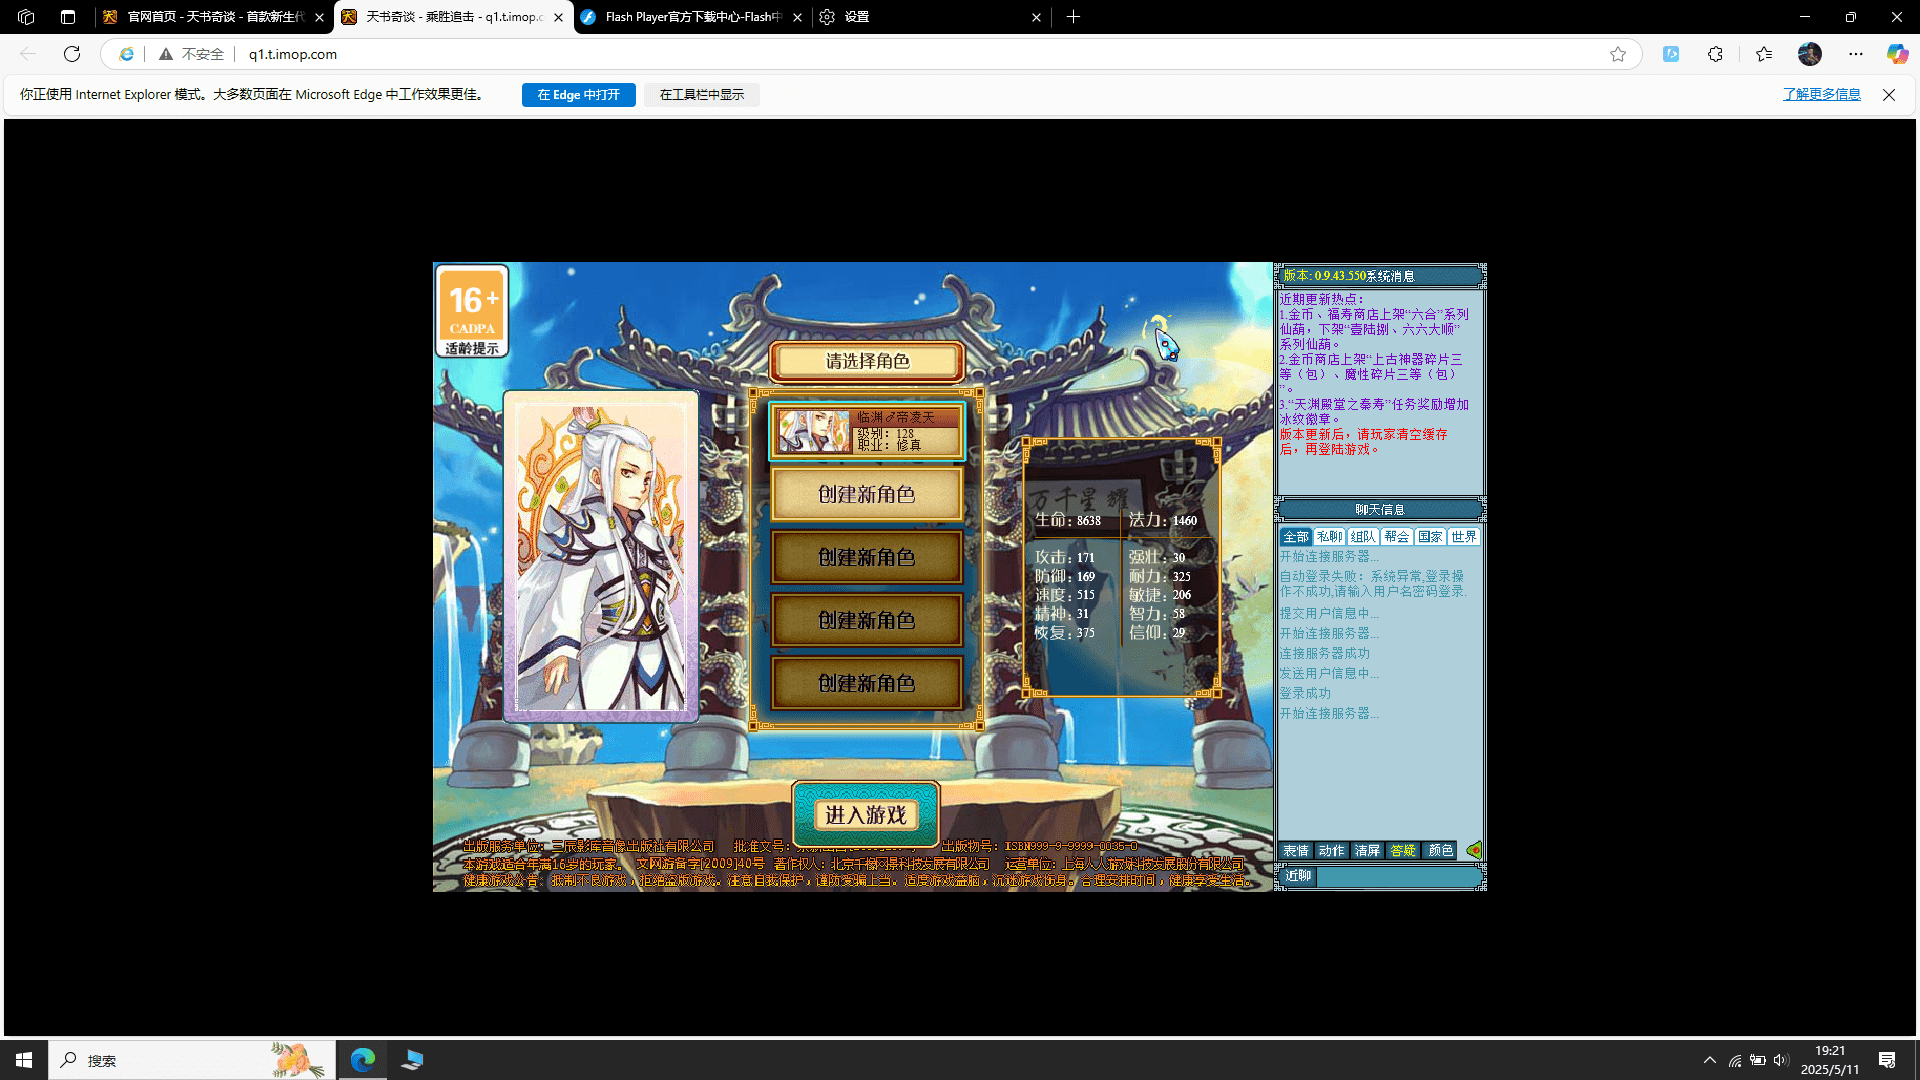 官网首页 - 天书奇谈 - 首款新生代
天书奇谈 - 乘胜追击 - q1.t.imop.c
Flash Player官方下载中心-Flash中
设置
不安全
q1.t.imop.com
你正使用 Internet Explorer 模式。大多数页面在 Microsoft Edge 中工作效果更佳。
在 Edge 中打开
在工具栏中显示
了解更多信息
16+
CADPA
适龄提示
请选择角色
临渊♂帝凌天
级别：128
职业：修真
创建新角色
创建新角色
创建新角色
创建新角色
进入游戏
万千星耀
生命：8638 法力：1460
攻击：171 强壮：30
防御：169 耐力：325
速度：515 敏捷：206
精神：31 智力：58
恢复：375 信仰：29
出版服务单位：三辰影库音像出版社有限公司 批准文号： 出版物号：ISBN999-9-9999-0035-0
本游戏适合年满16岁的玩家。 文网游备字[2009]40号 著作权人：北京千橡网景科技发展有限公司 运营单位：上海人人游戏科技发展股份有限公司
健康游戏公告：抵制不良游戏，拒绝盗版游戏。注意自我保护，谨防受骗上当。适度游戏益脑，沉迷游戏伤身。合理安排时间，健康享受生活。
版本: 0.9.43.550系统消息
近期更新热点：
1.金币、福寿商店上架“六合”系列
仙葫，下架“壹陆捌、六六大顺”
系列仙葫。
2.金币商店上架“上古神器碎片三
等（包）、魔性碎片三等（包）
”。
3.“天渊殿堂之秦寿”任务奖励增加
冰纹徽章。
版本更新后，请玩家清空缓存
后，再登陆游戏。
聊天信息
全部 私聊 组队 帮会 国家 世界
开始连接服务器...
自动登录失败：系统异常,登录操
作不成功,请输入用户名密码登录.
提交用户信息中...
开始连接服务器...
连接服务器成功
发送用户信息中...
登录成功
开始连接服务器...
表情 动作 清屏 答疑 颜色
近聊
搜索
19:21
2025/5/11